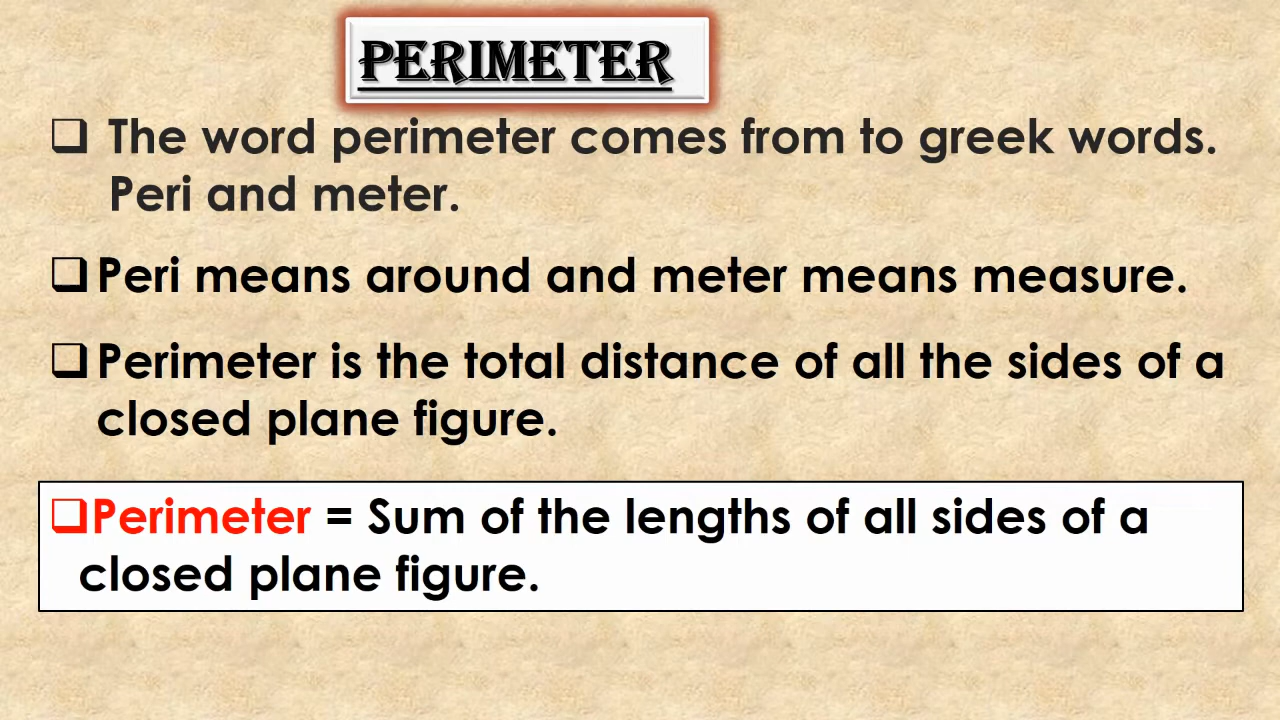 PERIMETER
❑ The word perimeter comes from to greek words.
Peri and meter.
❑ Peri means around and meter means measure.
❑ Perimeter is the total distance of all the sides of a
closed plane figure.
❑ Perimeter = Sum of the lengths of all sides of a
closed plane figure.